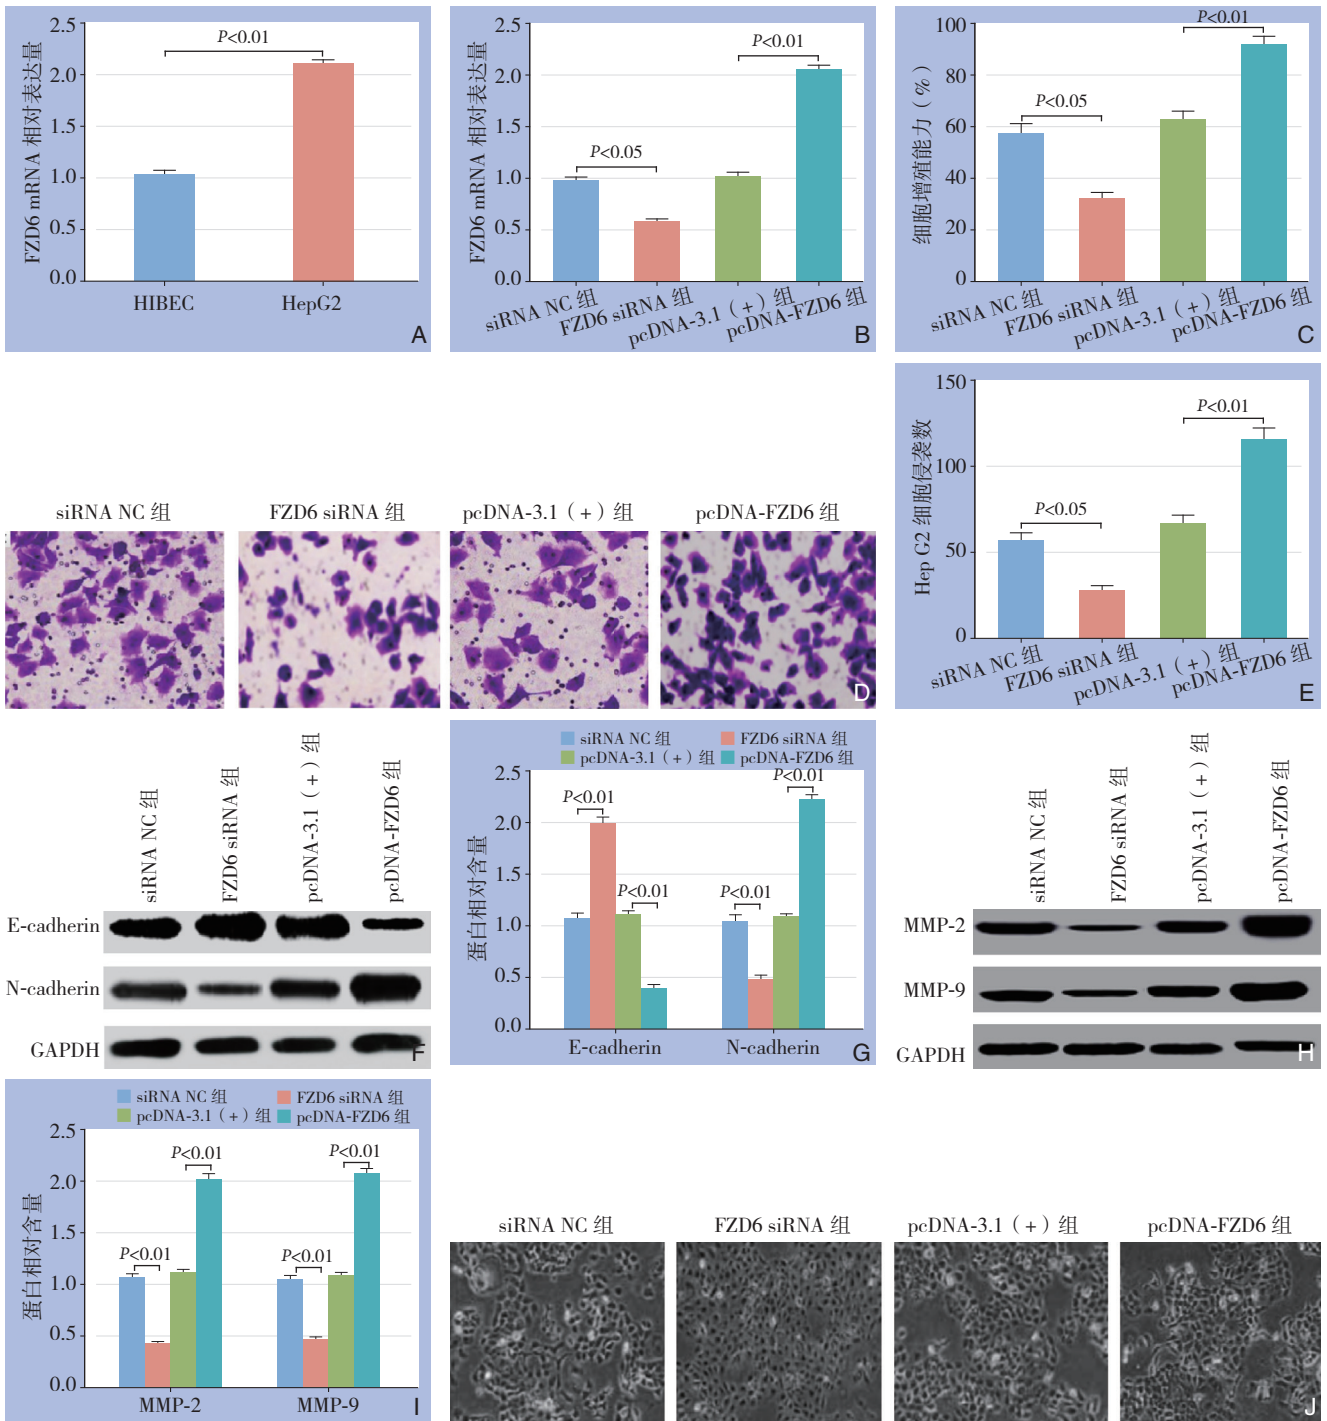 FZD6 mRNA 相对表达量
2.5
2.0
1.5
1.0
0.5
0.0
P<0.01
HIBEC
HepG2
A
FZD6 mRNA 相对表达量
2.5
2.0
1.5
1.0
0.5
0.0
P<0.05
P<0.01
siRNA NC 组
FZD6 siRNA 组
pcDNA-3.1（+）组
pcDNA-FZD6 组
B
细胞增殖能力（%）
100
80
60
40
20
0
P<0.05
P<0.01
siRNA NC 组
FZD6 siRNA 组
pcDNA-3.1（+）组
pcDNA-FZD6 组
C
siRNA NC 组
FZD6 siRNA 组
pcDNA-3.1（+）组
pcDNA-FZD6 组
D
Hep G2 细胞侵袭数
150
100
50
0
P<0.05
P<0.01
siRNA NC 组
FZD6 siRNA 组
pcDNA-3.1（+）组
pcDNA-FZD6 组
E
siRNA NC 组
FZD6 siRNA 组
pcDNA-3.1（+）组
pcDNA-FZD6 组
E-cadherin
N-cadherin
GAPDH
F
siRNA NC 组
FZD6 siRNA 组
pcDNA-3.1（+）组
pcDNA-FZD6 组
蛋白相对含量
2.5
2.0
1.5
1.0
0.5
0.0
P<0.01
P<0.01
P<0.01
P<0.01
E-cadherin
N-cadherin
G
siRNA NC 组
FZD6 siRNA 组
pcDNA-3.1（+）组
pcDNA-FZD6 组
MMP-2
MMP-9
GAPDH
H
siRNA NC 组
FZD6 siRNA 组
pcDNA-3.1（+）组
pcDNA-FZD6 组
蛋白相对含量
2.5
2.0
1.5
1.0
0.5
0.0
P<0.01
P<0.01
P<0.01
P<0.01
MMP-2
MMP-9
I
siRNA NC 组
FZD6 siRNA 组
pcDNA-3.1（+）组
pcDNA-FZD6 组
J